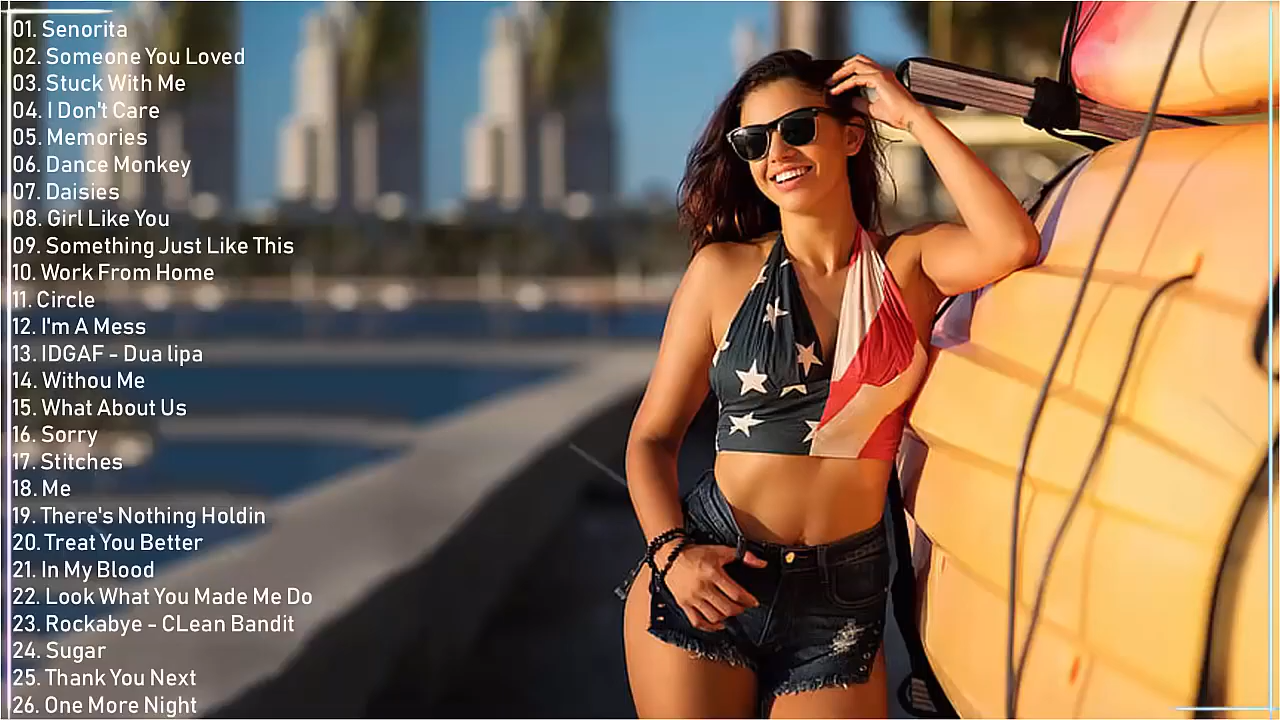 01. Senorita
02. Someone You Loved
03. Stuck With Me
04. I Don't Care
05. Memories
06. Dance Monkey
07. Daisies
08. Girl Like You
09. Something Just Like This
10. Work From Home
11. Circle
12. I'm A Mess
13. IDGAF - Dua lipa
14. Withou Me
15. What About Us
16. Sorry
17. Stitches
18. Me
19. There's Nothing Holdin
20. Treat You Better
21. In My Blood
22. Look What You Made Me Do
23. Rockabye - CLean Bandit
24. Sugar
25. Thank You Next
26. One More Night